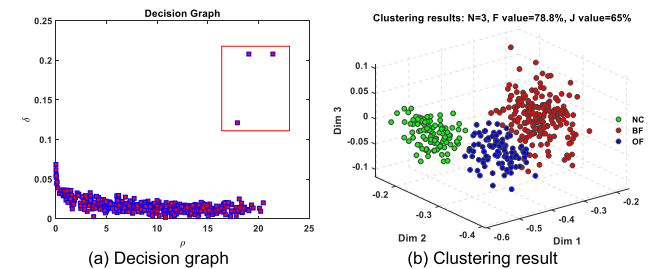 Decision Graph
0.25
0.2
0.15
0.1
0.05
0
δ
0
5
10
15
20
25
ρ
(a) Decision graph
Clustering results: N=3, F value=78.8%, J value=65%
0.1
0.05
0
-0.05
-0.1
Dim 3
-0.2
-0.3
-0.4
Dim 2
-0.6
-0.5
-0.4
-0.3
-0.2
Dim 1
NC
BF
OF
(b) Clustering result